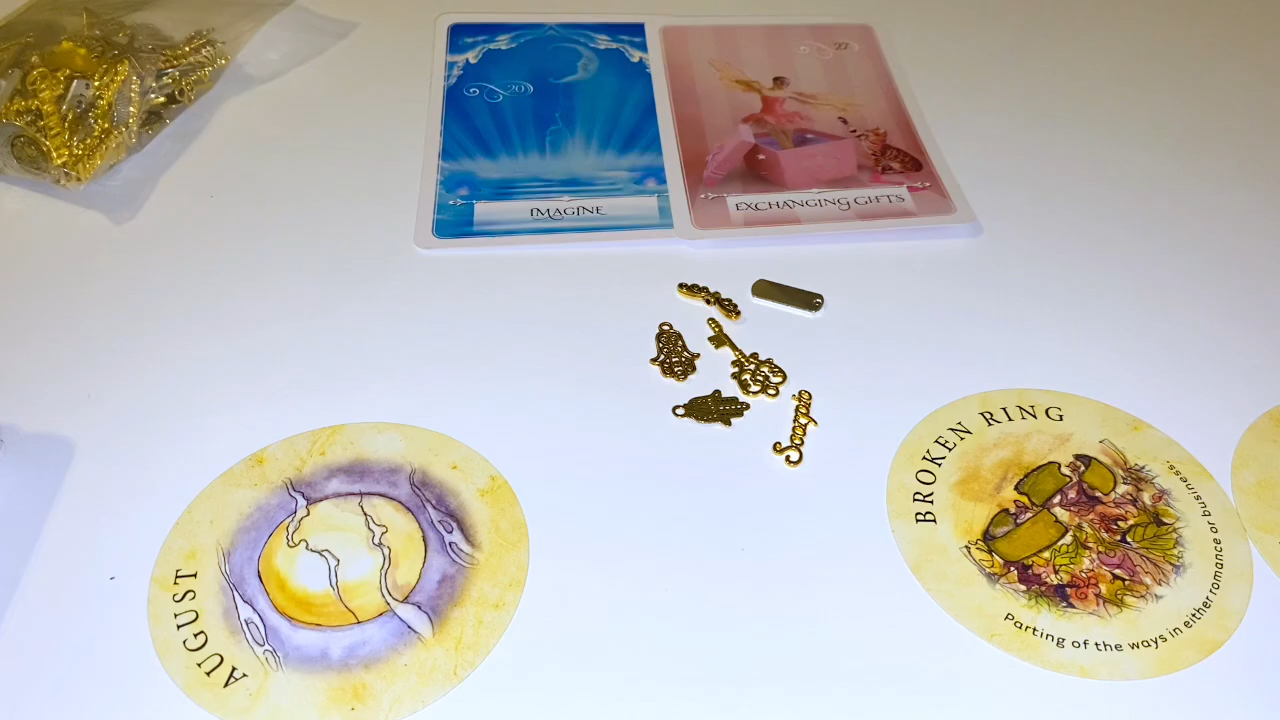 20
IMAGINE
27
EXCHANGING GIFTS
Scorpio
AUGUST
BROKEN RING
Parting of the ways in either romance or business.